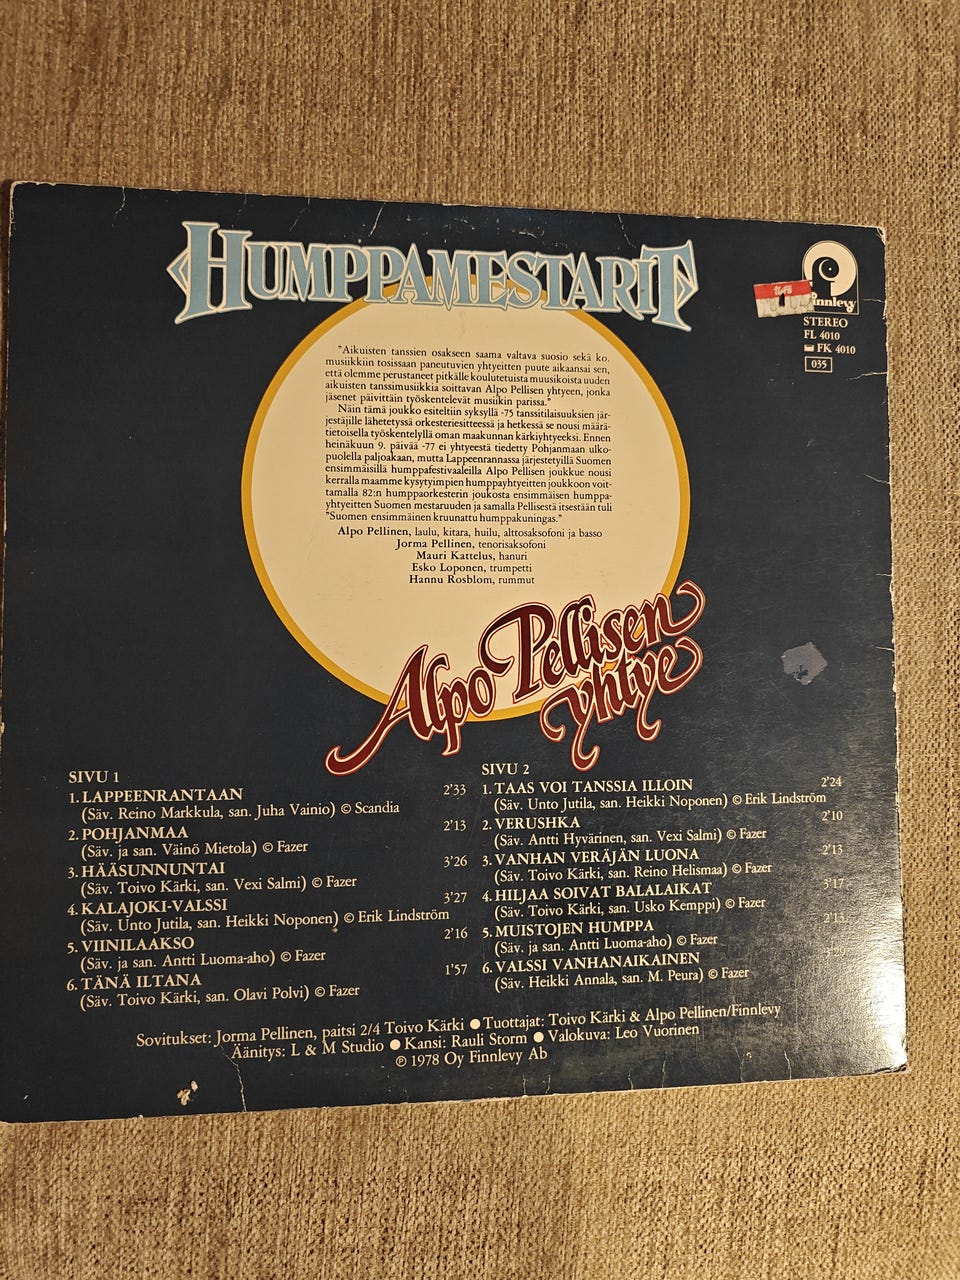 HUMPPAMESTARIT
Finnlevy
STEREO
FL 4010
FK 4010
035
"Aikuisten tanssien osakseen saama valtava suosio sekä ko.
musiikkiin tosissaan paneutuvien yhtyeitten puute aikaansai sen,
että olemme perustaneet pitkälle koulutetuista muusikoista uuden
aikuisten tanssimusiikkia soittavan Alpo Pellisen yhtyeen, jonka
jäsenet päivittäin työskentelevät musiikin parissa."
Näin tämä joukko esiteltiin syksyllä -75 tanssitilaisuuksien jär-
jestäjille lähetetyssä orkesteriesitteessä ja hetkessä se nousi määrä-
tietoisella työskentelyllä oman maakunnan kärkiyhtyeeksi. Ennen
heinäkuun 9. päivää -77 ei yhtyeestä tiedetty Pohjanmaan ulko-
puolella paljoakaan, mutta Lappeenrannassa järjestetyillä Suomen
ensimmäisillä humppafestivaaleilla Alpo Pellisen joukkue nousi
kerralla maamme kysytyimpien humppayhtyeitten joukkoon voit-
tamalla 82:n humppaorkesterin joukosta ensimmäisen humppa-
yhtyeitten Suomen mestaruuden ja samalla Pellisestä itsestään tuli
"Suomen ensimmäinen kruunattu humppakuningas."
Alpo Pellinen, laulu, kitara, huilu, alttosaksofoni ja basso
Jorma Pellinen, tenorisaksofoni
Mauri Kattelus, hanuri
Esko Loponen, trumpetti
Hannu Rosblom, rummut
Alpo Pellisen
yhtye
SIVU 1
1. LAPPEENRANTAAN 2'33
(Säv. Reino Markkula, san. Juha Vainio) © Scandia
2. POHJANMAA 2'13
(Säv. ja san. Väinö Mietola) © Fazer
3. HÄÄSUNNUNTAI 3'26
(Säv. Toivo Kärki, san. Vexi Salmi) © Fazer
4. KALAJOKI-VALSSI 3'27
(Säv. Unto Jutila, san. Heikki Noponen) © Erik Lindström
5. VIINILAAKSO 2'16
(Säv. ja san. Antti Luoma-aho) © Fazer
6. TÄNÄ ILTANA 1'57
(Säv. Toivo Kärki, san. Olavi Polvi) © Fazer
SIVU 2
1. TAAS VOI TANSSIA ILLOIN 2'24
(Säv. Unto Jutila, san. Heikki Noponen) © Erik Lindström
2. VERUSHKA 2'10
(Säv. Antti Hyvärinen, san. Vexi Salmi) © Fazer
3. VANHAN VERÄJÄN LUONA 2'13
(Säv. Toivo Kärki, san. Reino Helismaa) © Fazer
4. HILJAA SOIVAT BALALAIKAT 3'17
(Säv. Toivo Kärki, san. Usko Kemppi) © Fazer
5. MUISTOJEN HUMPPA
(Säv. ja san. Antti Luoma-aho) © Fazer
6. VALSSI VANHANAIKAINEN
(Säv. Heikki Annala, san. M. Peura) © Fazer
Sovitukset: Jorma Pellinen, paitsi 2/4 Toivo Kärki ● Tuottajat: Toivo Kärki & Alpo Pellinen/Finnlevy
Äänitys: L & M Studio ● Kansi: Rauli Storm ● Valokuva: Leo Vuorinen
℗ 1978 Oy Finnlevy Ab